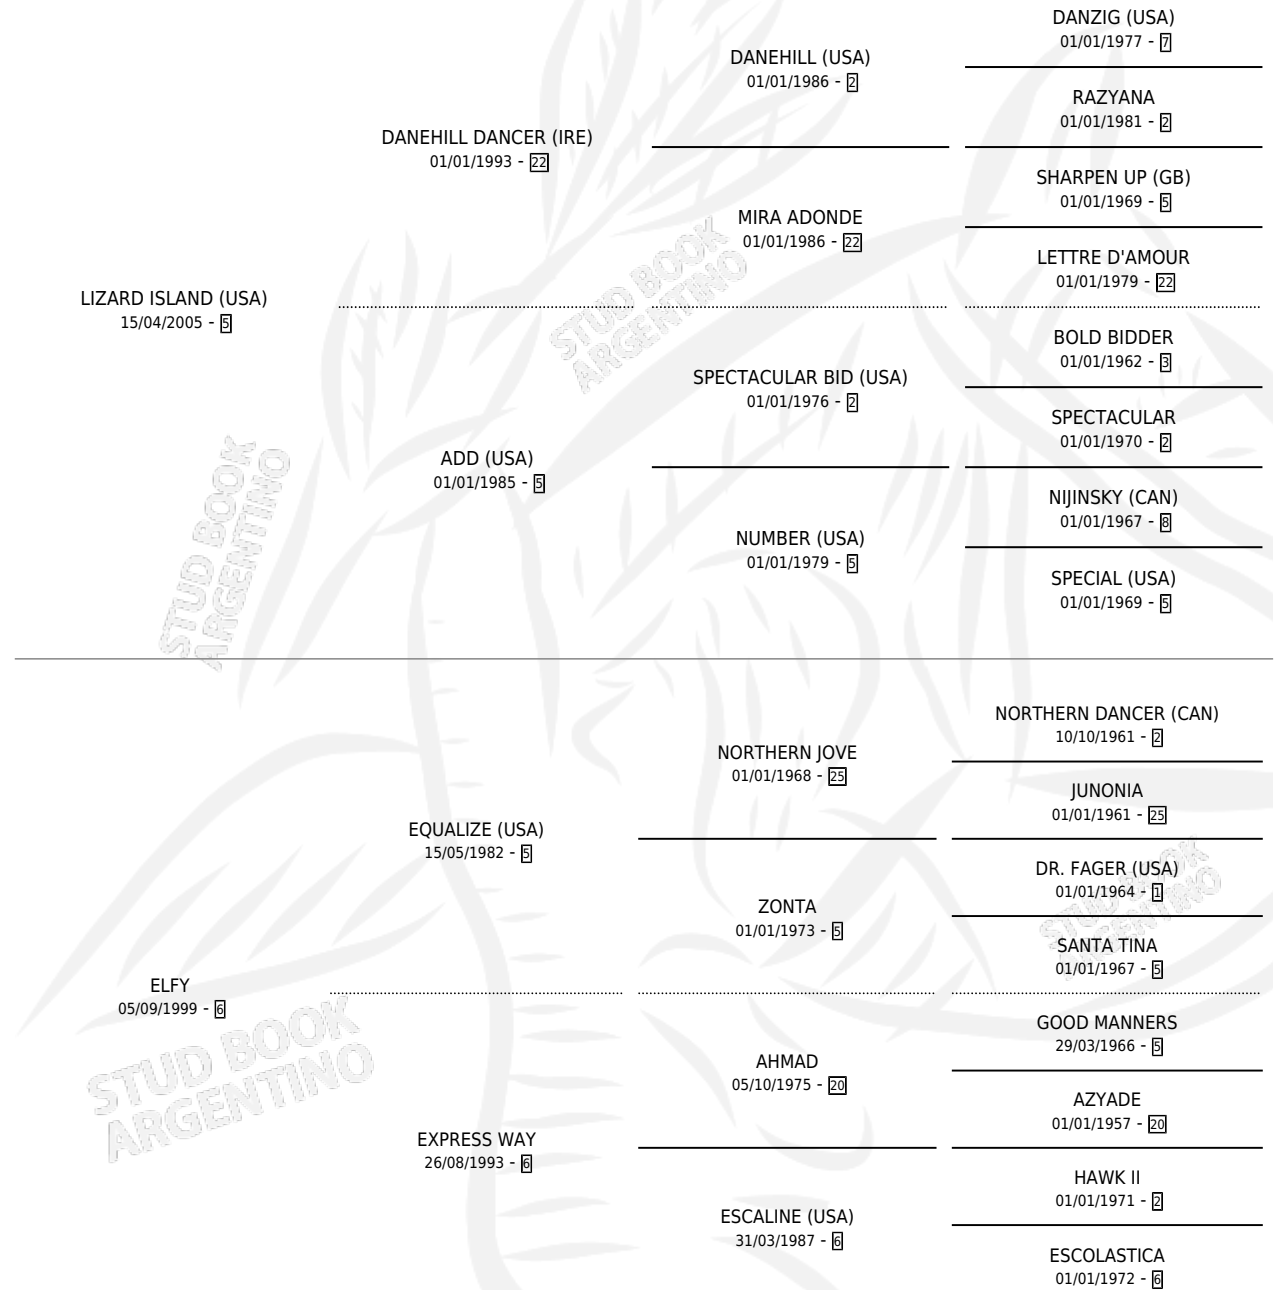 DANZIG (USA)
01/01/1977 - 7
DANEHILL (USA)
01/01/1986 - 2
RAZYANA
01/01/1981 - 2
DANEHILL DANCER (IRE)
01/01/1993 - 22
SHARPEN UP (GB)
01/01/1969 - 5
MIRA ADONDE
01/01/1986 - 22
LETTRE D'AMOUR
01/01/1979 - 22
LIZARD ISLAND (USA)
15/04/2005 - 5
BOLD BIDDER
01/01/1962 - 3
SPECTACULAR BID (USA)
01/01/1976 - 2
SPECTACULAR
01/01/1970 - 2
ADD (USA)
01/01/1985 - 5
NIJINSKY (CAN)
01/01/1967 - 8
NUMBER (USA)
01/01/1979 - 5
SPECIAL (USA)
01/01/1969 - 5
NORTHERN DANCER (CAN)
10/10/1961 - 2
NORTHERN JOVE
01/01/1968 - 25
JUNONIA
01/01/1961 - 25
EQUALIZE (USA)
15/05/1982 - 5
DR. FAGER (USA)
01/01/1964 - 1
ZONTA
01/01/1973 - 5
SANTA TINA
01/01/1967 - 5
ELFY
05/09/1999 - 6
GOOD MANNERS
29/03/1966 - 5
AHMAD
05/10/1975 - 20
AZYADE
01/01/1957 - 20
EXPRESS WAY
26/08/1993 - 6
HAWK II
01/01/1971 - 2
ESCALINE (USA)
31/03/1987 - 6
ESCOLASTICA
01/01/1972 - 6
STUD BOOK
ARGENTINO
STUD BOOK
ARGENTINO
STUD BOOK
ARGENTINO
STUD BOOK
ARGENTINO